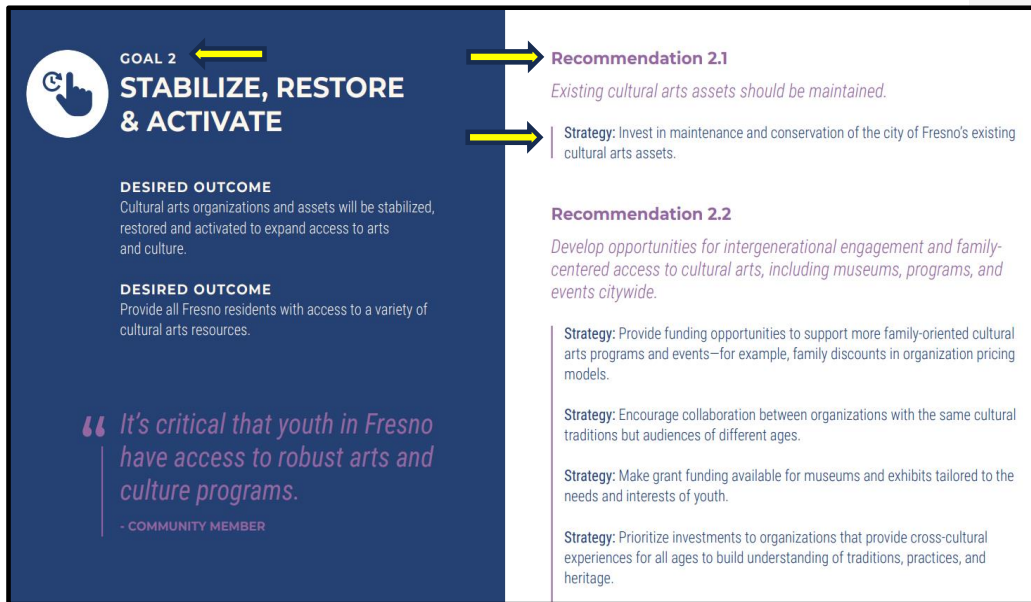 GOAL 2
STABILIZE, RESTORE
& ACTIVATE
DESIRED OUTCOME
Cultural arts organizations and assets will be stabilized,
restored and activated to expand access to arts
and culture.
DESIRED OUTCOME
Provide all Fresno residents with access to a variety of
cultural arts resources.
“ It’s critical that youth in Fresno
have access to robust arts and
culture programs.
- COMMUNITY MEMBER
Recommendation 2.1
Existing cultural arts assets should be maintained.
Strategy: Invest in maintenance and conservation of the city of Fresno’s existing
cultural arts assets.
Recommendation 2.2
Develop opportunities for intergenerational engagement and family-
centered access to cultural arts, including museums, programs, and
events citywide.
Strategy: Provide funding opportunities to support more family-oriented cultural
arts programs and events—for example, family discounts in organization pricing
models.
Strategy: Encourage collaboration between organizations with the same cultural
traditions but audiences of different ages.
Strategy: Make grant funding available for museums and exhibits tailored to the
needs and interests of youth.
Strategy: Prioritize investments to organizations that provide cross-cultural
experiences for all ages to build understanding of traditions, practices, and
heritage.